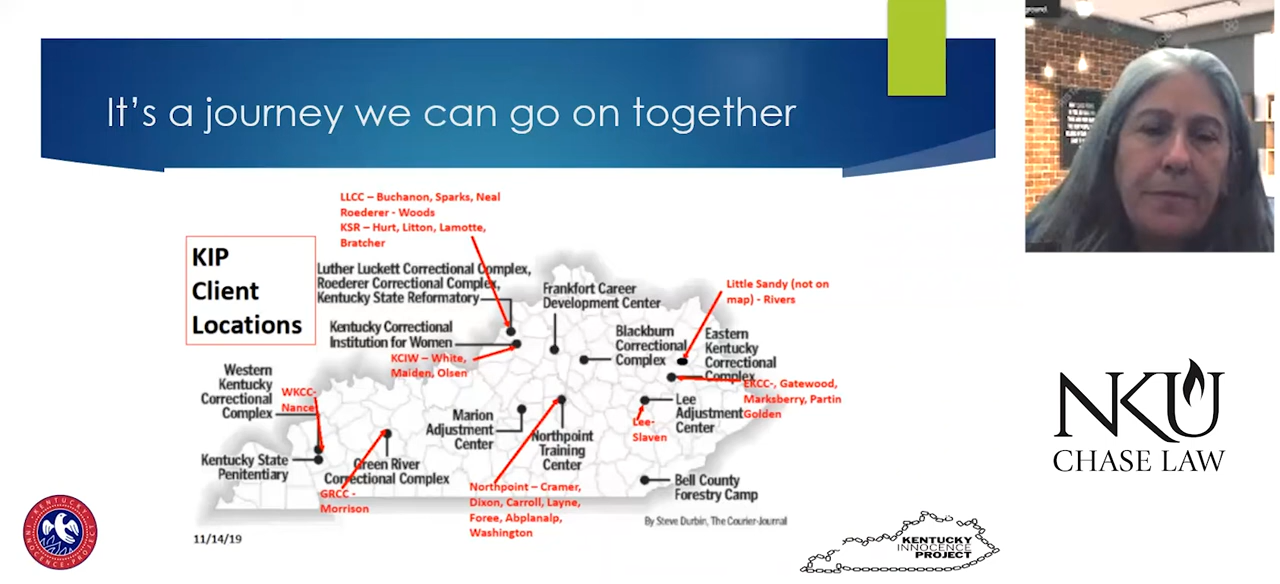 ground.
It's a journey we can go on together
LLCC – Buchanon, Sparks, Neal
Roederer - Woods
KSR – Hurt, Litton, Lamotte,
Bratcher
KIP
Client
Locations
Luther Luckett Correctional Complex,
Roederer Correctional Complex,
Kentucky State Reformatory
Frankfort Career
Development Center
Little Sandy (not on
map) - Rivers
Kentucky Correctional
Institution for Women
KCIW – White,
Maiden, Olsen
Blackburn
Correctional
Complex
Eastern
Kentucky
Correctional
Complex
EKCC-, Gatewood,
Marksberry, Partin
Golden
Western
Kentucky
Correctional
Complex
WKCC-
Nance
Marion
Adjustment
Center
Lee
Adjustment
Center
Lee-
Slaven
Northpoint
Training
Center
Kentucky State
Penitentiary
Green River
Correctional Complex
GRCC -
Morrison
Northpoint – Cramer,
Dixon, Carroll, Layne,
Foree, Abplanalp,
Washington
Bell County
Forestry Camp
By Steve Durbin, The Courier-Journal
11/14/19
KENTUCKY
INNOCENCE PROJECT
KENTUCKY
INNOCENCE
PROJECT
NKU
CHASE LAW